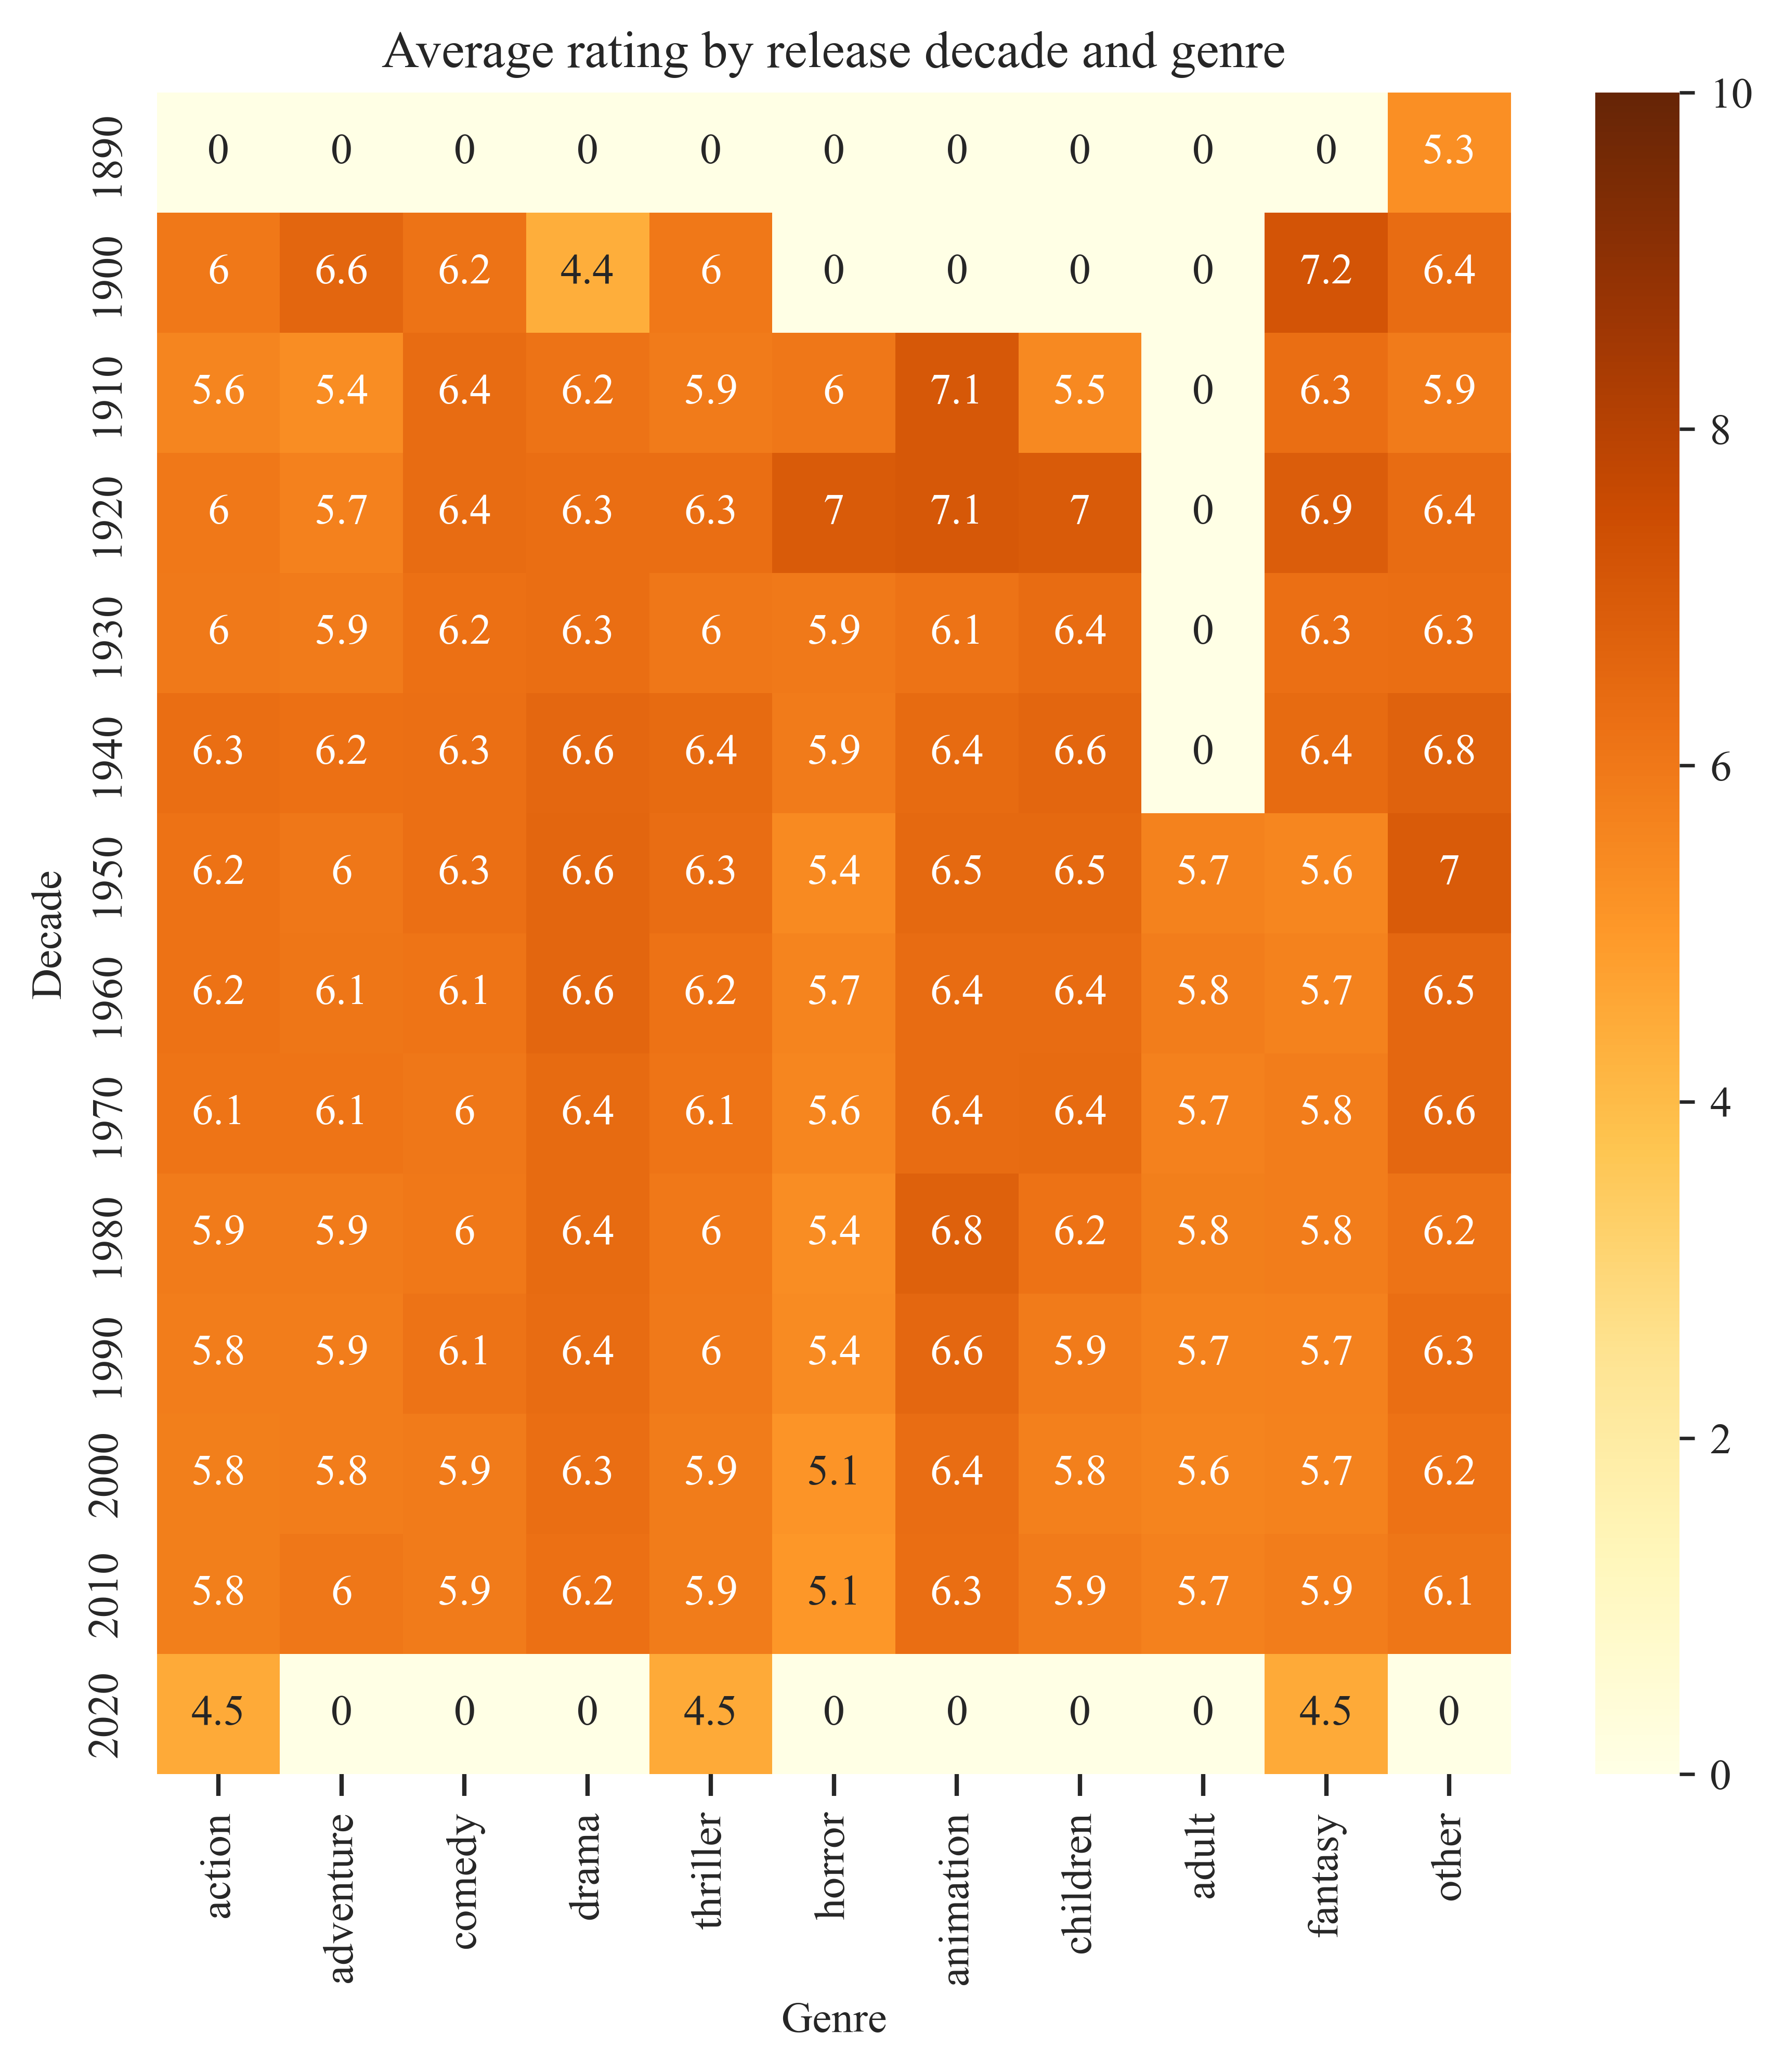 Average rating by release decade and genre
1890 0 0 0 0 0 0 0 0 0 0 5.3
1900 6 6.6 6.2 4.4 6 0 0 0 0 7.2 6.4
1910 5.6 5.4 6.4 6.2 5.9 6 7.1 5.5 0 6.3 5.9
1920 6 5.7 6.4 6.3 6.3 7 7.1 7 0 6.9 6.4
1930 6 5.9 6.2 6.3 6 5.9 6.1 6.4 0 6.3 6.3
1940 6.3 6.2 6.3 6.6 6.4 5.9 6.4 6.6 0 6.4 6.8
1950 6.2 6 6.3 6.6 6.3 5.4 6.5 6.5 5.7 5.6 7
1960 6.2 6.1 6.1 6.6 6.2 5.7 6.4 6.4 5.8 5.7 6.5
1970 6.1 6.1 6 6.4 6.1 5.6 6.4 6.4 5.7 5.8 6.6
1980 5.9 5.9 6 6.4 6 5.4 6.8 6.2 5.8 5.8 6.2
1990 5.8 5.9 6.1 6.4 6 5.4 6.6 5.9 5.7 5.7 6.3
2000 5.8 5.8 5.9 6.3 5.9 5.1 6.4 5.8 5.6 5.7 6.2
2010 5.8 6 5.9 6.2 5.9 5.1 6.3 5.9 5.7 5.9 6.1
2020 4.5 0 0 0 4.5 0 0 0 0 4.5 0
action adventure comedy drama thriller horror animation children adult fantasy other
Genre
Decade
10
8
6
4
2
0